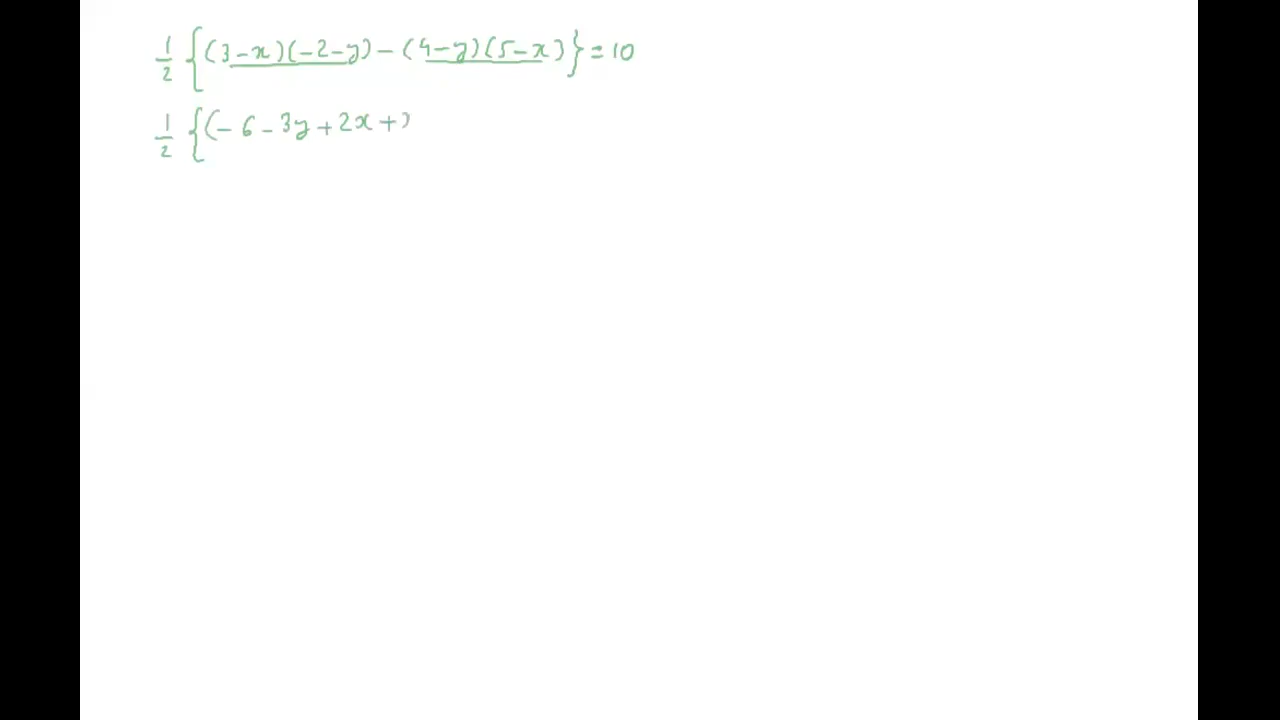 1/2 {(3-x)(-2-y)-(4-y)(5-x)}=10
1/2 {(-6-3y+2x+